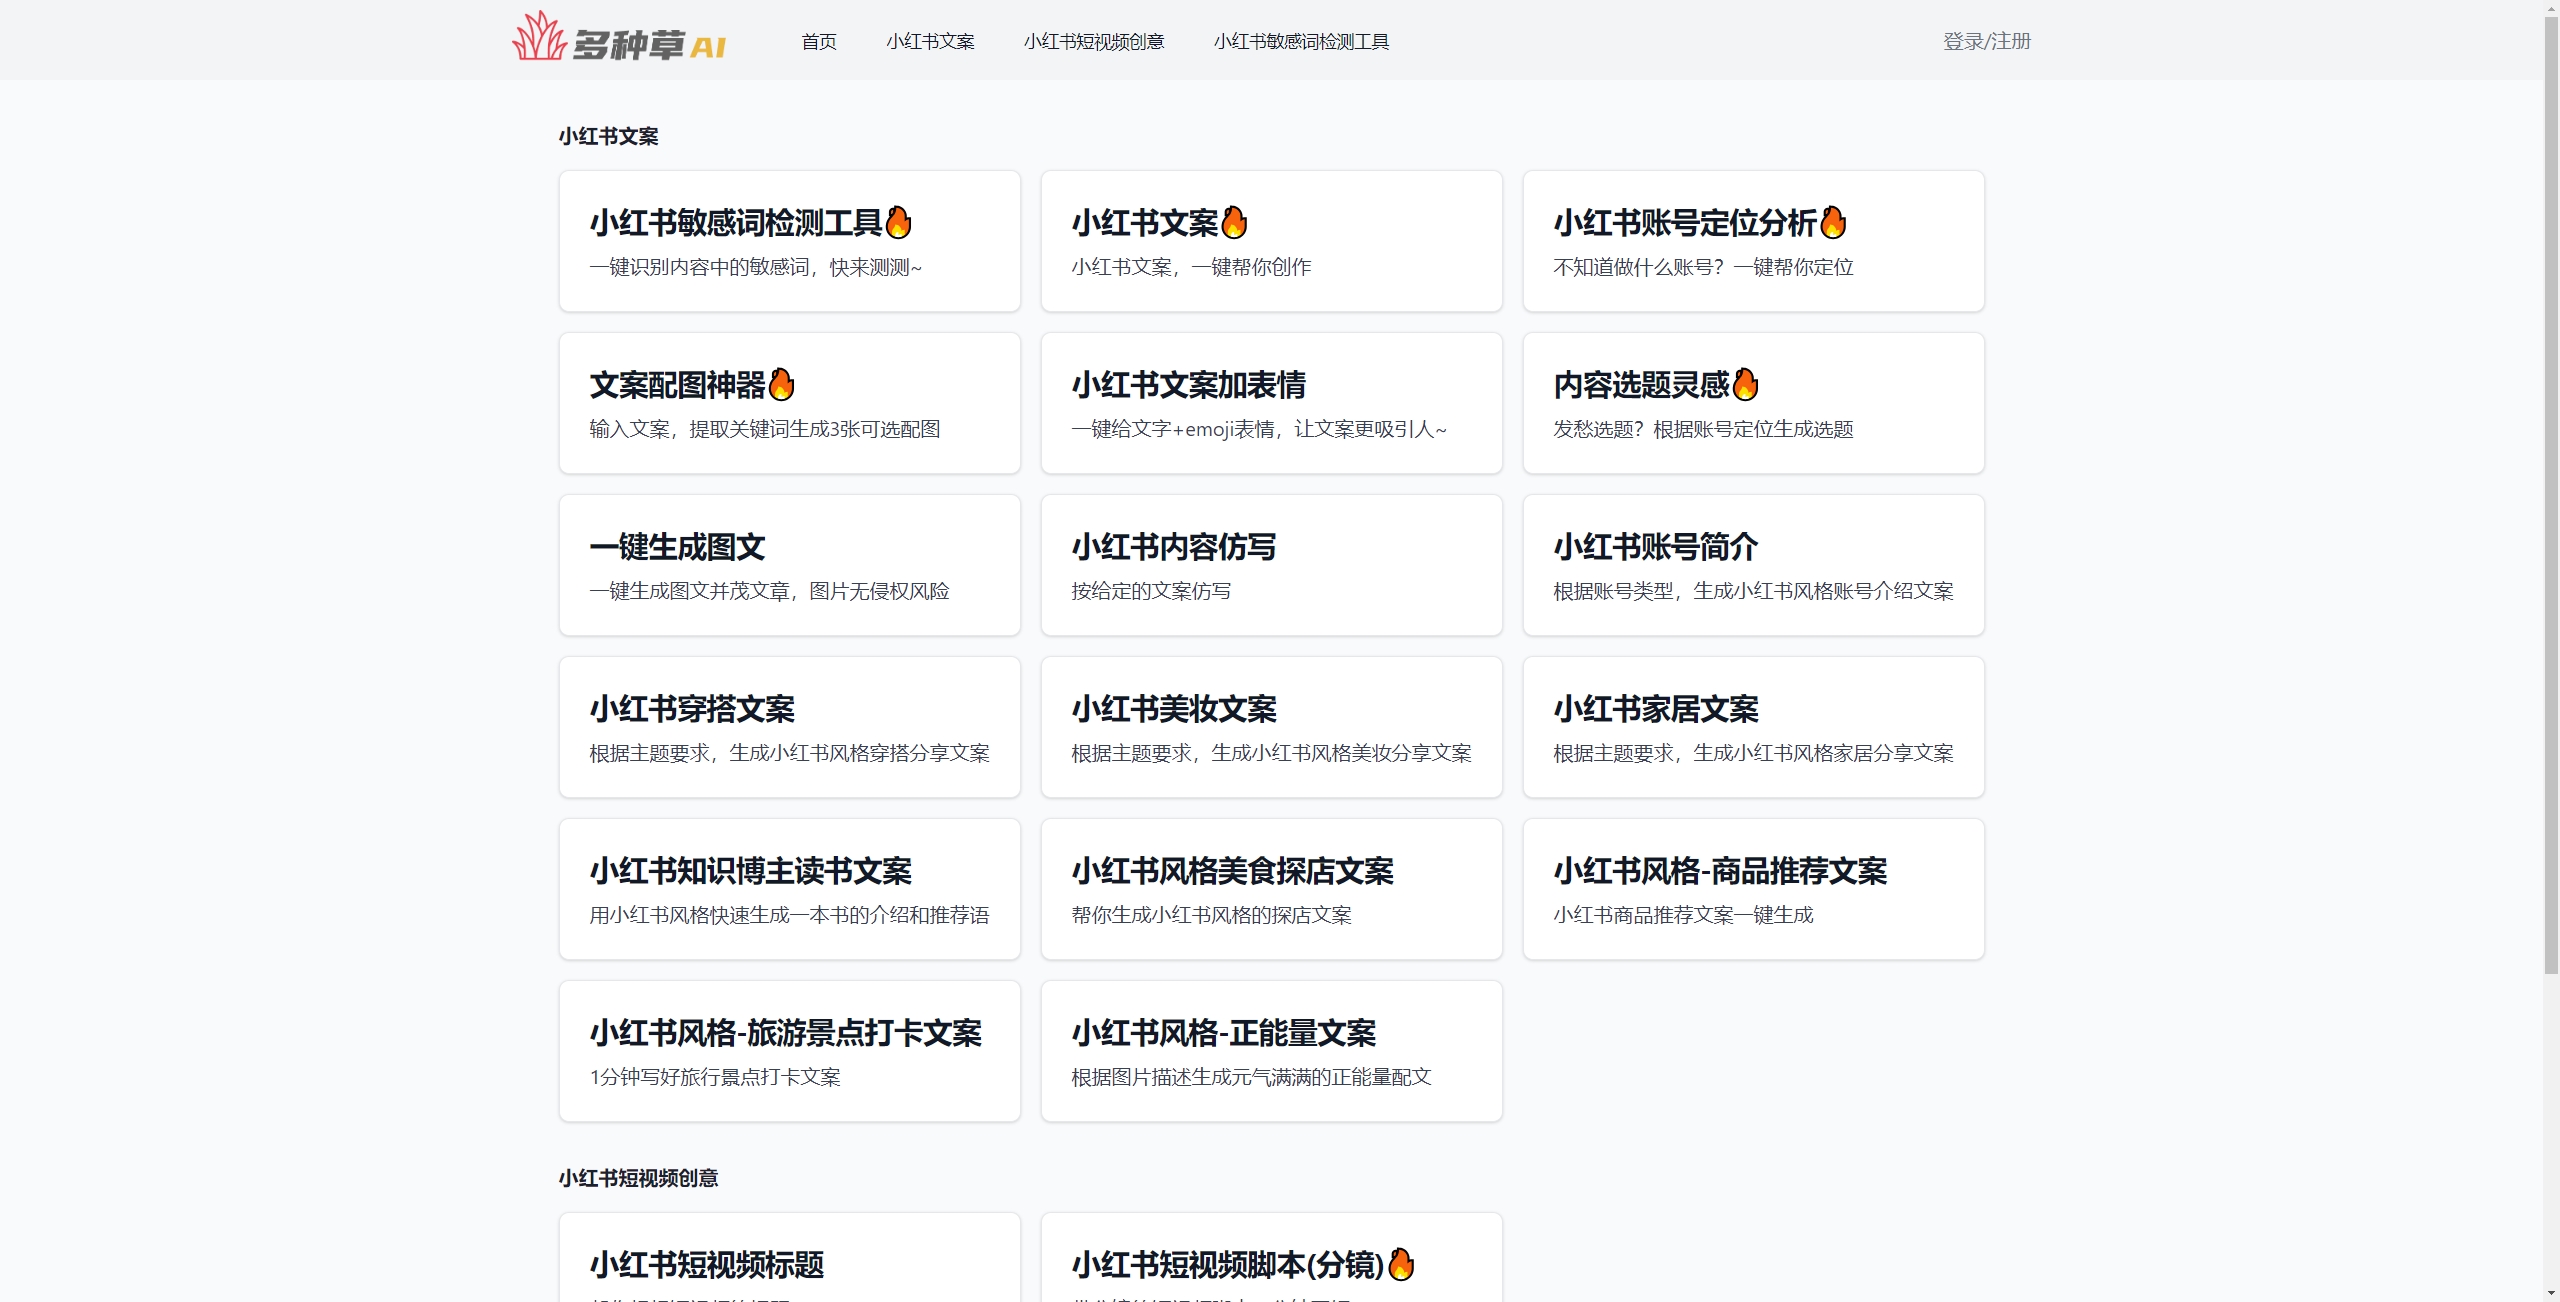 多种草AI
首页 小红书文案 小红书短视频创意 小红书敏感词检测工具 登录/注册
小红书文案
小红书敏感词检测工具🔥
一键识别内容中的敏感词，快来测测~
小红书文案🔥
小红书文案，一键帮你创作
小红书账号定位分析🔥
不知道做什么账号？一键帮你定位
文案配图神器🔥
输入文案，提取关键词生成3张可选配图
小红书文案加表情
一键给文字+emoji表情，让文案更吸引人~
内容选题灵感🔥
发愁选题？根据账号定位生成选题
一键生成图文
一键生成图文并茂文章，图片无侵权风险
小红书内容仿写
按给定的文案仿写
小红书账号简介
根据账号类型，生成小红书风格账号介绍文案
小红书穿搭文案
根据主题要求，生成小红书风格穿搭分享文案
小红书美妆文案
根据主题要求，生成小红书风格美妆分享文案
小红书家居文案
根据主题要求，生成小红书风格家居分享文案
小红书知识博主读书文案
用小红书风格快速生成一本书的介绍和推荐语
小红书风格美食探店文案
帮你生成小红书风格的探店文案
小红书风格-商品推荐文案
小红书商品推荐文案一键生成
小红书风格-旅游景点打卡文案
1分钟写好旅行景点打卡文案
小红书风格-正能量文案
根据图片描述生成元气满满的正能量配文
小红书短视频创意
小红书短视频标题
小红书短视频脚本(分镜)🔥